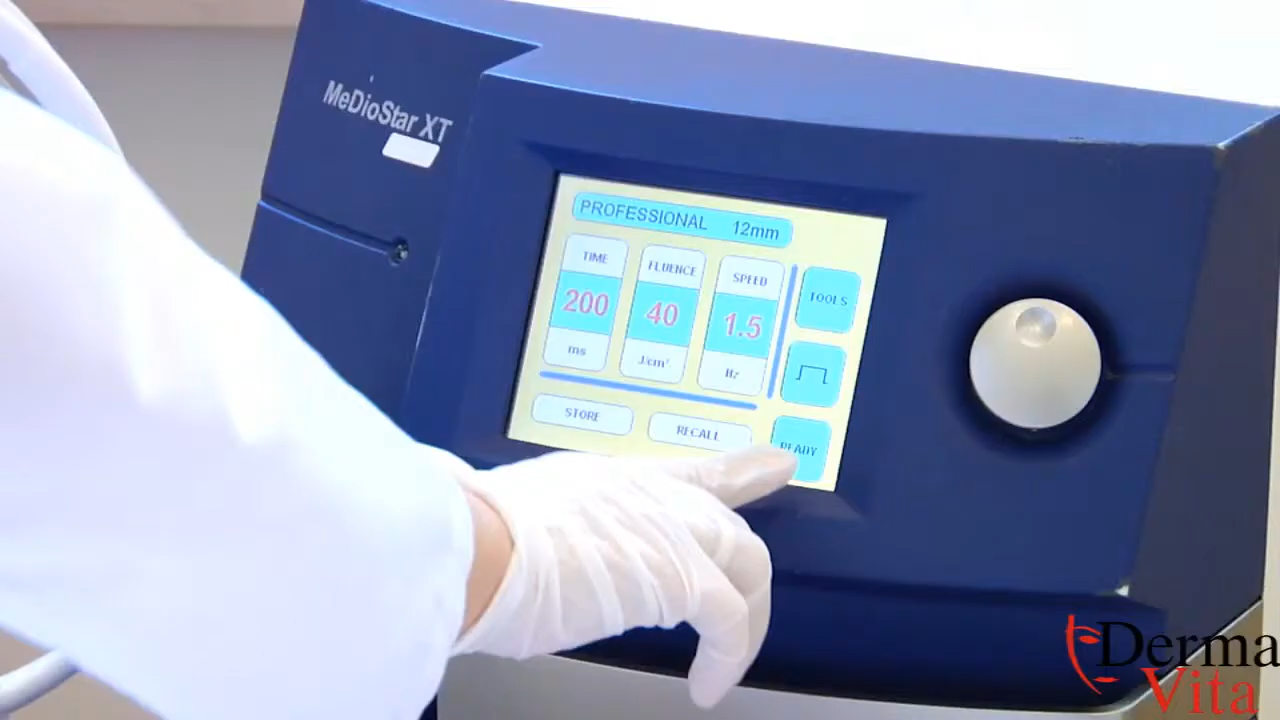 MeDioStar XT
PROFESSIONAL 12mm
TIME FLUENCE SPEED
200 40 1.5
ms J/cm² Hz
TOOLS
STORE RECALL
READY
Derma
Vita